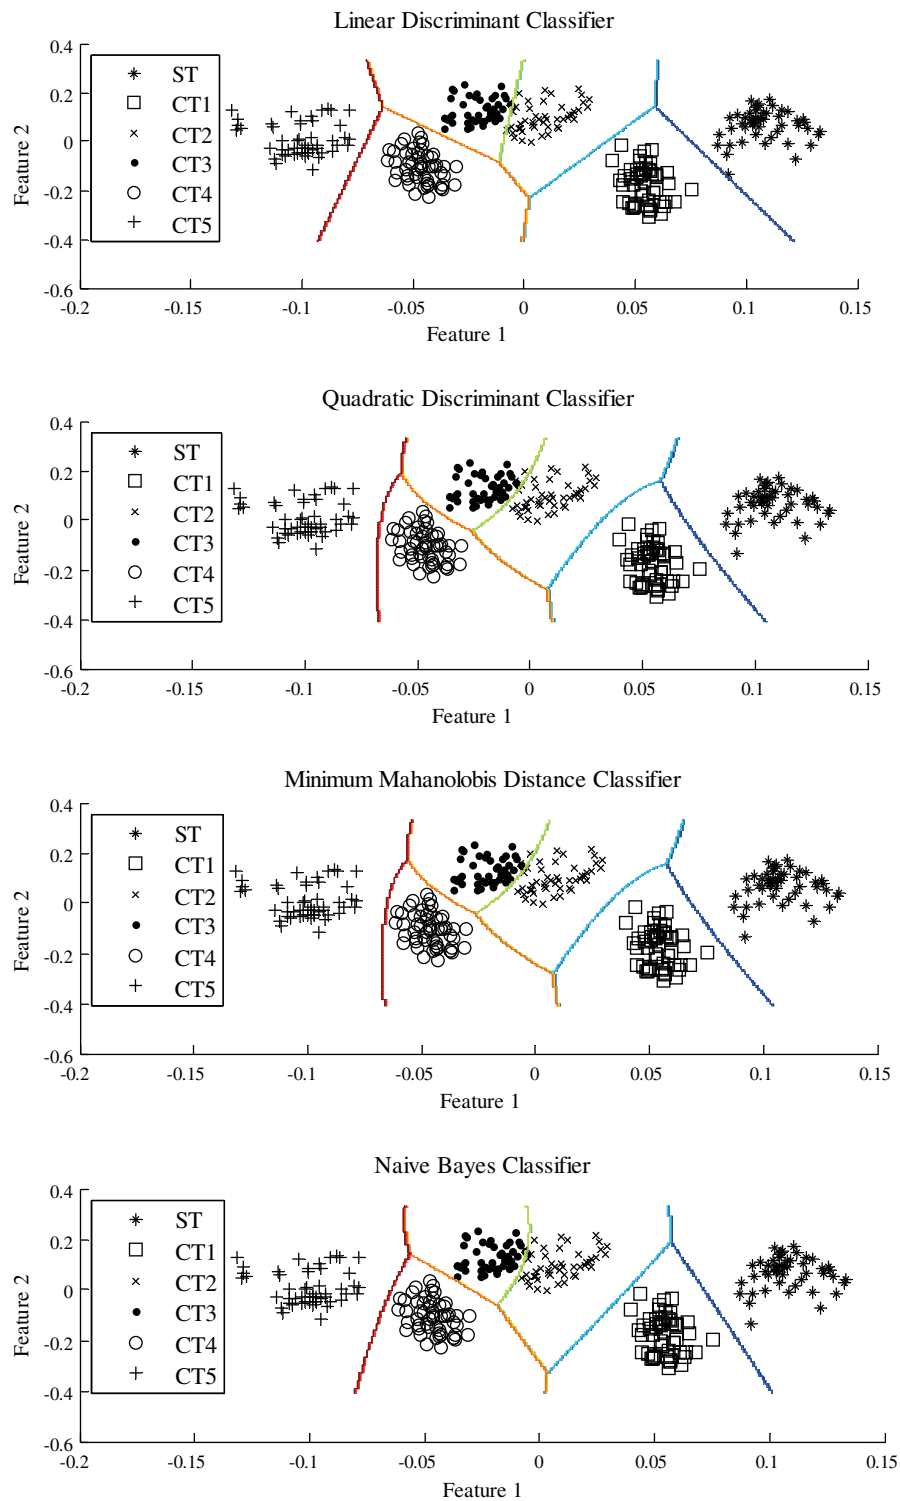 Linear Discriminant Classifier
0.4
0.2
0
-0.2
-0.4
-0.6
Feature 2
ST
CT1
CT2
CT3
CT4
CT5
-0.2 -0.15 -0.1 -0.05 0 0.05 0.1 0.15
Feature 1
Quadratic Discriminant Classifier
0.4
0.2
0
-0.2
-0.4
-0.6
Feature 2
ST
CT1
CT2
CT3
CT4
CT5
-0.2 -0.15 -0.1 -0.05 0 0.05 0.1 0.15
Feature 1
Minimum Mahanolobis Distance Classifier
0.4
0.2
0
-0.2
-0.4
-0.6
Feature 2
ST
CT1
CT2
CT3
CT4
CT5
-0.2 -0.15 -0.1 -0.05 0 0.05 0.1 0.15
Feature 1
Naive Bayes Classifier
0.4
0.2
0
-0.2
-0.4
-0.6
Feature 2
ST
CT1
CT2
CT3
CT4
CT5
-0.2 -0.15 -0.1 -0.05 0 0.05 0.1 0.15
Feature 1